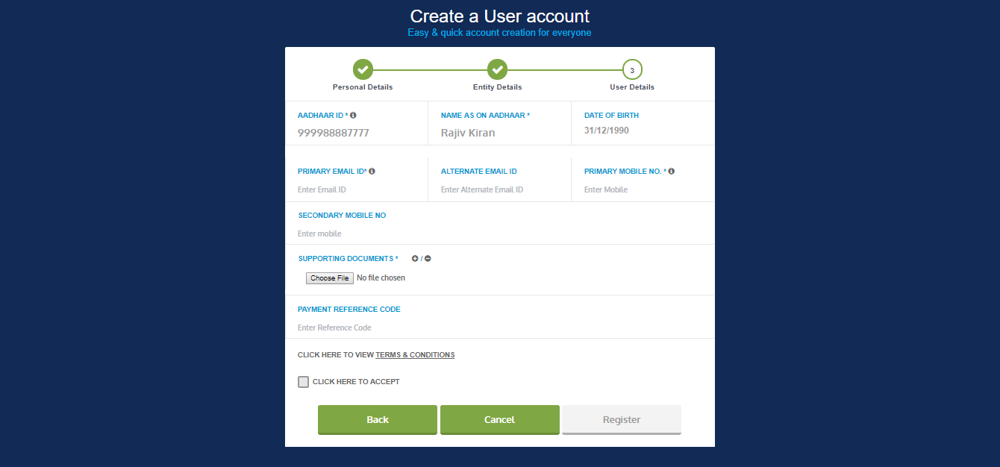 Create a User account
Easy & quick account creation for everyone
3
Personal Details Entity Details User Details
AADHAAR ID * NAME AS ON AADHAAR * DATE OF BIRTH
999988887777 Rajiv Kiran 31/12/1990
PRIMARY EMAIL ID* ALTERNATE EMAIL ID PRIMARY MOBILE NO. *
Enter Email ID Enter Alternate Email ID Enter Mobile
SECONDARY MOBILE NO
Enter mobile
SUPPORTING DOCUMENTS * /
Choose File No file chosen
PAYMENT REFERENCE CODE
Enter Reference Code
CLICK HERE TO VIEW TERMS & CONDITIONS
CLICK HERE TO ACCEPT
Back Cancel Register